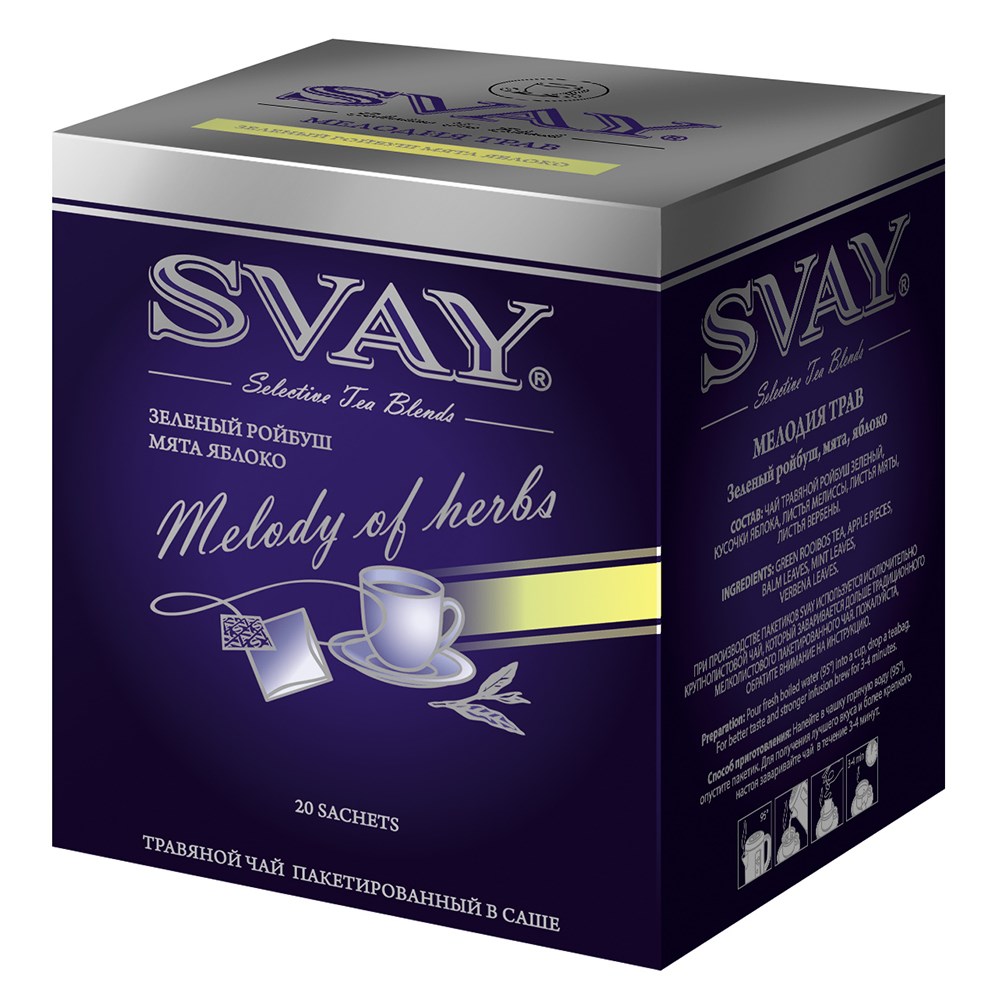 SVAY®
МЕЛОДИЯ ТРАВ
ЗЕЛЕНЫЙ РОЙБУШ МЯТА ЯБЛОКО
SVAY®
Selective Tea Blends
ЗЕЛЕНЫЙ РОЙБУШ
МЯТА ЯБЛОКО
Melody of herbs
20 SACHETS
ТРАВЯНОЙ ЧАЙ ПАКЕТИРОВАННЫЙ В САШЕ
SVAY®
Selective Tea Blends
МЕЛОДИЯ ТРАВ
Зеленый ройбуш, мята, яблоко
СОСТАВ: ЧАЙ ТРАВЯНОЙ РОЙБУШ ЗЕЛЕНЫЙ,
КУСОЧКИ ЯБЛОКА, ЛИСТЬЯ МЕЛИССЫ, ЛИСТЬЯ МЯТЫ,
ЛИСТЬЯ ВЕРБЕНЫ.
INGREDIENTS: GREEN ROOIBOS TEA, APPLE PIECES,
BALM LEAVES, MINT LEAVES,
VERBENA LEAVES.
ПРИ ПРОИЗВОДСТВЕ ПАКЕТИКОВ SVAY ИСПОЛЬЗУЕТСЯ ИСКЛЮЧИТЕЛЬНО
КРУПНОЛИСТОВОЙ ЧАЙ, КОТОРЫЙ ЗАВАРИВАЕТСЯ ДОЛЬШЕ ТРАДИЦИОННОГО
МЕЛКОЛИСТОВОГО ПАКЕТИРОВАННОГО ЧАЯ. ПОЖАЛУЙСТА,
ОБРАТИТЕ ВНИМАНИЕ НА ИНСТРУКЦИЮ.
Preparation: Pour fresh boiled water (95°) into a cup, drop a teabag.
For better taste and stronger infusion brew for 3-4 minutes.
Способ приготовления: Налейте в чашку горячую воду (95°),
опустите пакетик. Для получения лучшего вкуса и более крепкого
настоя заваривайте чай в течение 3-4 минут.
95°
3-4 min